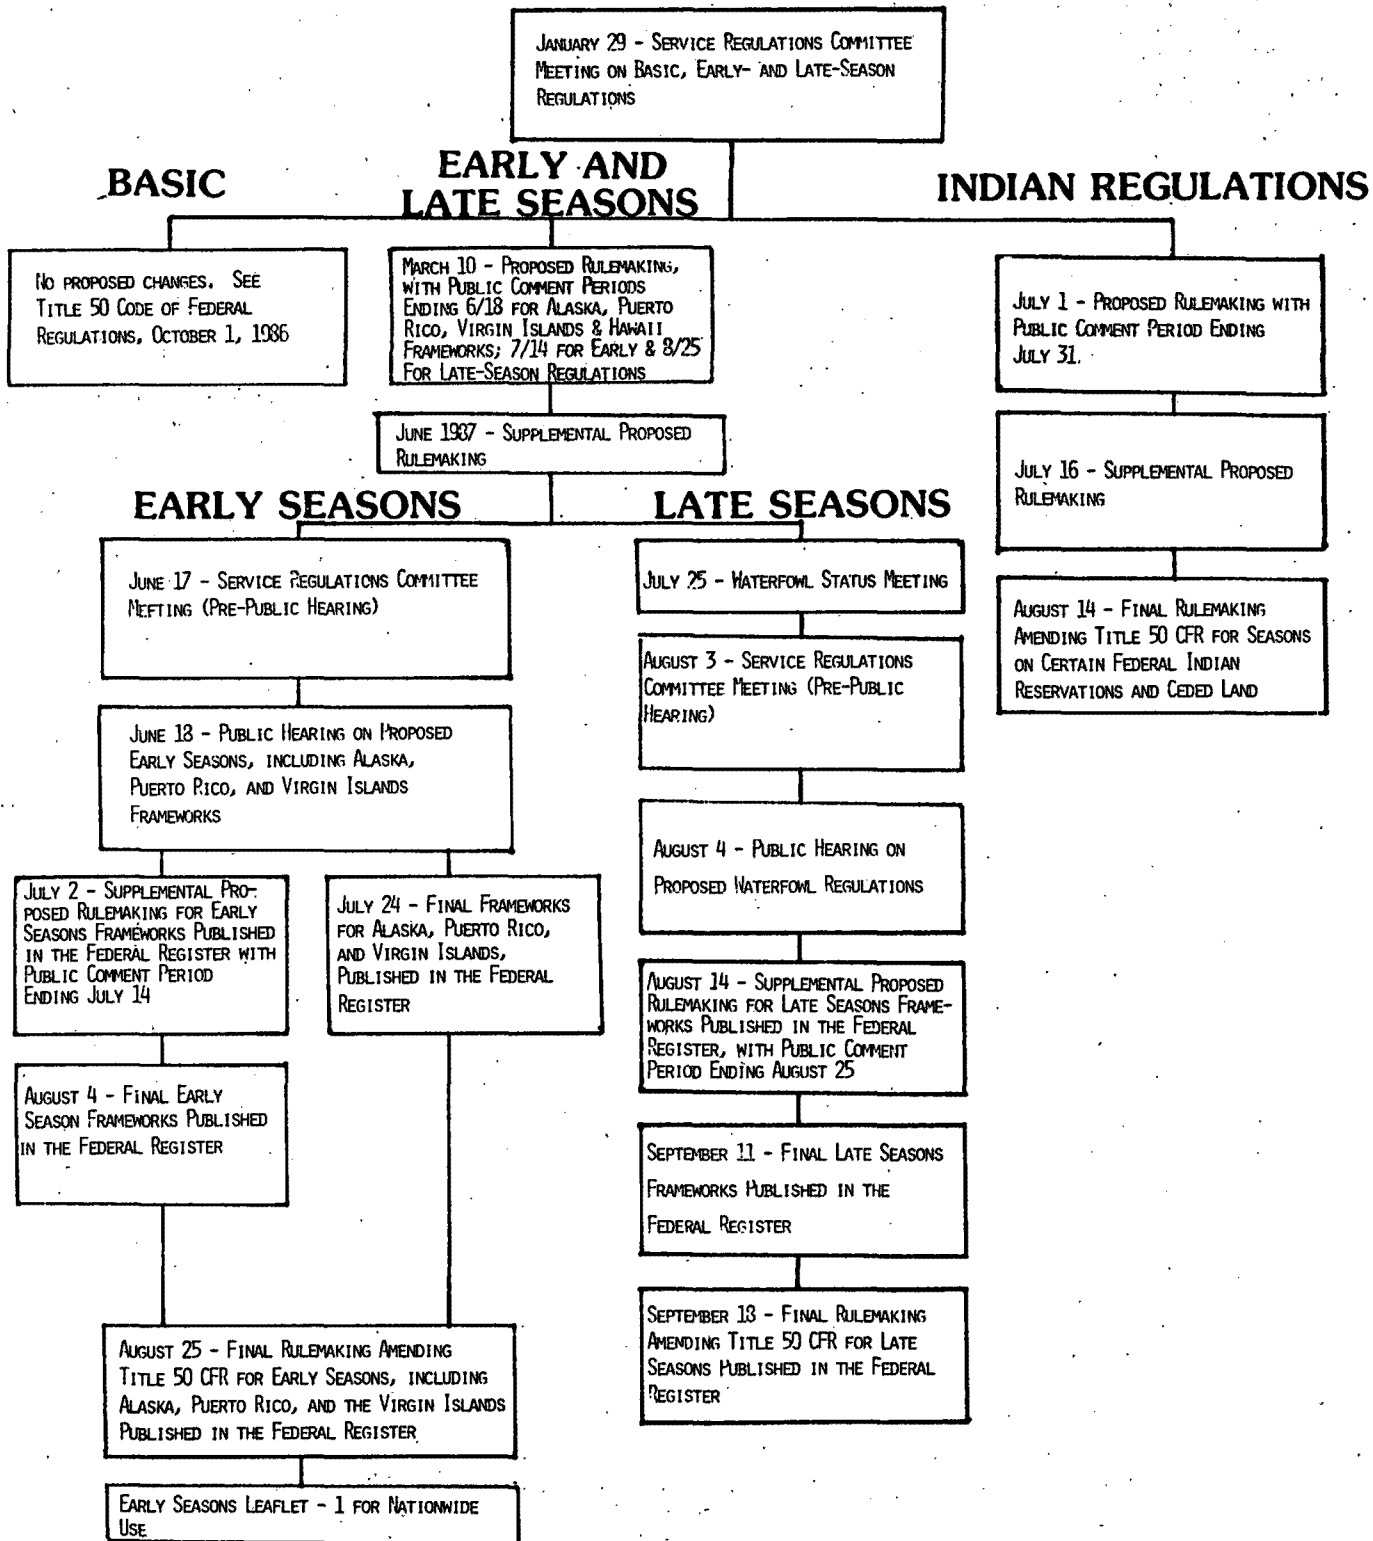 JANUARY 29 - SERVICE REGULATIONS COMMITTEE
MEETING ON BASIC, EARLY- AND LATE-SEASON
REGULATIONS
BASIC
EARLY AND
LATE SEASONS
INDIAN REGULATIONS
NO PROPOSED CHANGES. SEE
TITLE 50 CODE OF FEDERAL
REGULATIONS, OCTOBER 1, 1986
MARCH 10 - PROPOSED RULEMAKING,
WITH PUBLIC COMMENT PERIODS
ENDING 6/18 FOR ALASKA, PUERTO
RICO, VIRGIN ISLANDS & HAWAII
FRAMEWORKS; 7/14 FOR EARLY & 8/25
FOR LATE-SEASON REGULATIONS
JULY 1 - PROPOSED RULEMAKING WITH
PUBLIC COMMENT PERIOD ENDING
JULY 31.
JUNE 1987 - SUPPLEMENTAL PROPOSED
RULEMAKING
JULY 16 - SUPPLEMENTAL PROPOSED
RULEMAKING
AUGUST 14 - FINAL RULEMAKING
AMENDING TITLE 50 CFR FOR SEASONS
ON CERTAIN FEDERAL INDIAN
RESERVATIONS AND CEDED LAND
EARLY SEASONS
LATE SEASONS
JUNE 17 - SERVICE REGULATIONS COMMITTEE
MEETING (PRE-PUBLIC HEARING)
JUNE 18 - PUBLIC HEARING ON PROPOSED
EARLY SEASONS, INCLUDING ALASKA,
PUERTO RICO, AND VIRGIN ISLANDS
FRAMEWORKS
JULY 2 - SUPPLEMENTAL PRO-
POSED RULEMAKING FOR EARLY
SEASONS FRAMEWORKS PUBLISHED
IN THE FEDERAL REGISTER WITH
PUBLIC COMMENT PERIOD
ENDING JULY 14
JULY 24 - FINAL FRAMEWORKS
FOR ALASKA, PUERTO RICO,
AND VIRGIN ISLANDS,
PUBLISHED IN THE FEDERAL
REGISTER
AUGUST 4 - FINAL EARLY
SEASON FRAMEWORKS PUBLISHED
IN THE FEDERAL REGISTER
AUGUST 25 - FINAL RULEMAKING AMENDING
TITLE 50 CFR FOR EARLY SEASONS, INCLUDING
ALASKA, PUERTO RICO, AND THE VIRGIN ISLANDS
PUBLISHED IN THE FEDERAL REGISTER
EARLY SEASONS LEAFLET - 1 FOR NATIONWIDE
USE
JULY 25 - WATERFOWL STATUS MEETING
AUGUST 3 - SERVICE REGULATIONS
COMMITTEE MEETING (PRE-PUBLIC
HEARING)
AUGUST 4 - PUBLIC HEARING ON
PROPOSED WATERFOWL REGULATIONS
AUGUST 14 - SUPPLEMENTAL PROPOSED
RULEMAKING FOR LATE SEASONS FRAME-
WORKS PUBLISHED IN THE FEDERAL
REGISTER, WITH PUBLIC COMMENT
PERIOD ENDING AUGUST 25
SEPTEMBER 11 - FINAL LATE SEASONS
FRAMEWORKS PUBLISHED IN THE
FEDERAL REGISTER
SEPTEMBER 18 - FINAL RULEMAKING
AMENDING TITLE 50 CFR FOR LATE
SEASONS PUBLISHED IN THE FEDERAL
REGISTER